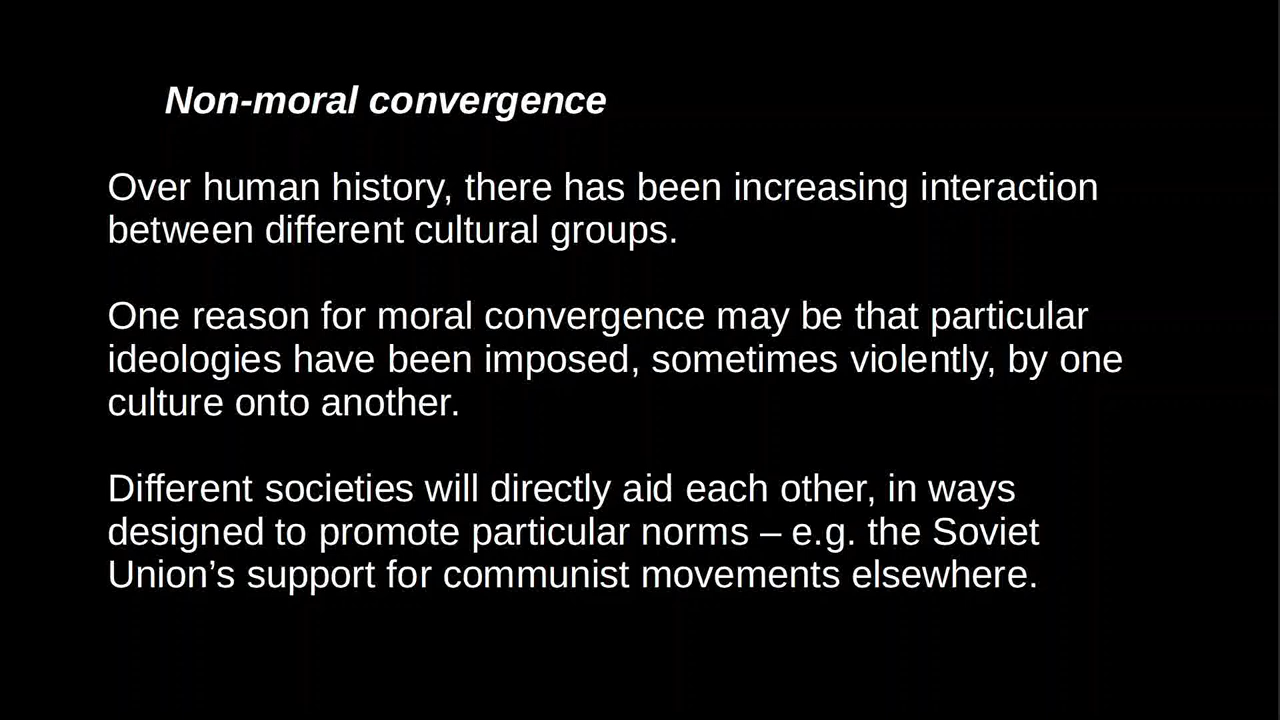 Non-moral convergence
Over human history, there has been increasing interaction
between different cultural groups.
One reason for moral convergence may be that particular
ideologies have been imposed, sometimes violently, by one
culture onto another.
Different societies will directly aid each other, in ways
designed to promote particular norms – e.g. the Soviet
Union’s support for communist movements elsewhere.